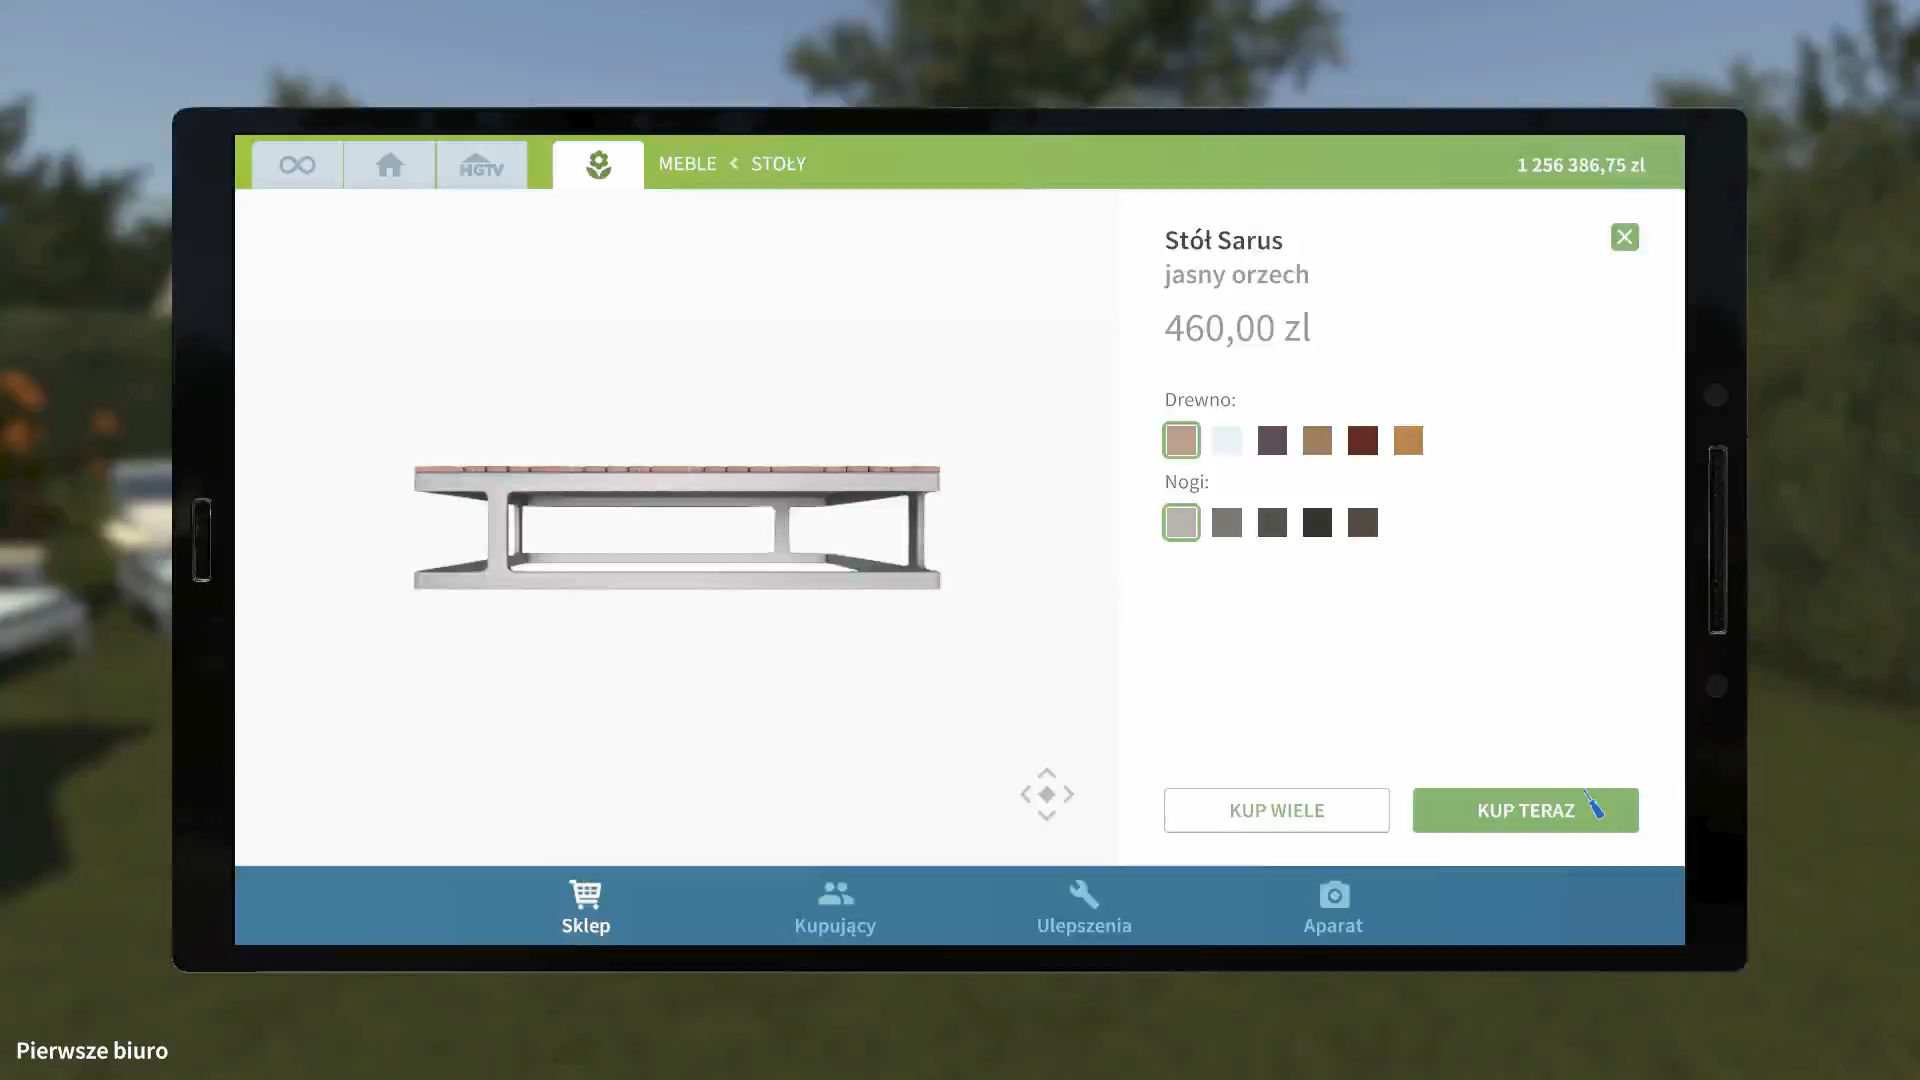 HGTV
MEBLE < STOŁY
1 256 386,75 zl
Stół Sarus
jasny orzech
460,00 zl
Drewno:
Nogi:
KUP WIELE
KUP TERAZ
Sklep
Kupujący
Ulepszenia
Aparat
Pierwsze biuro